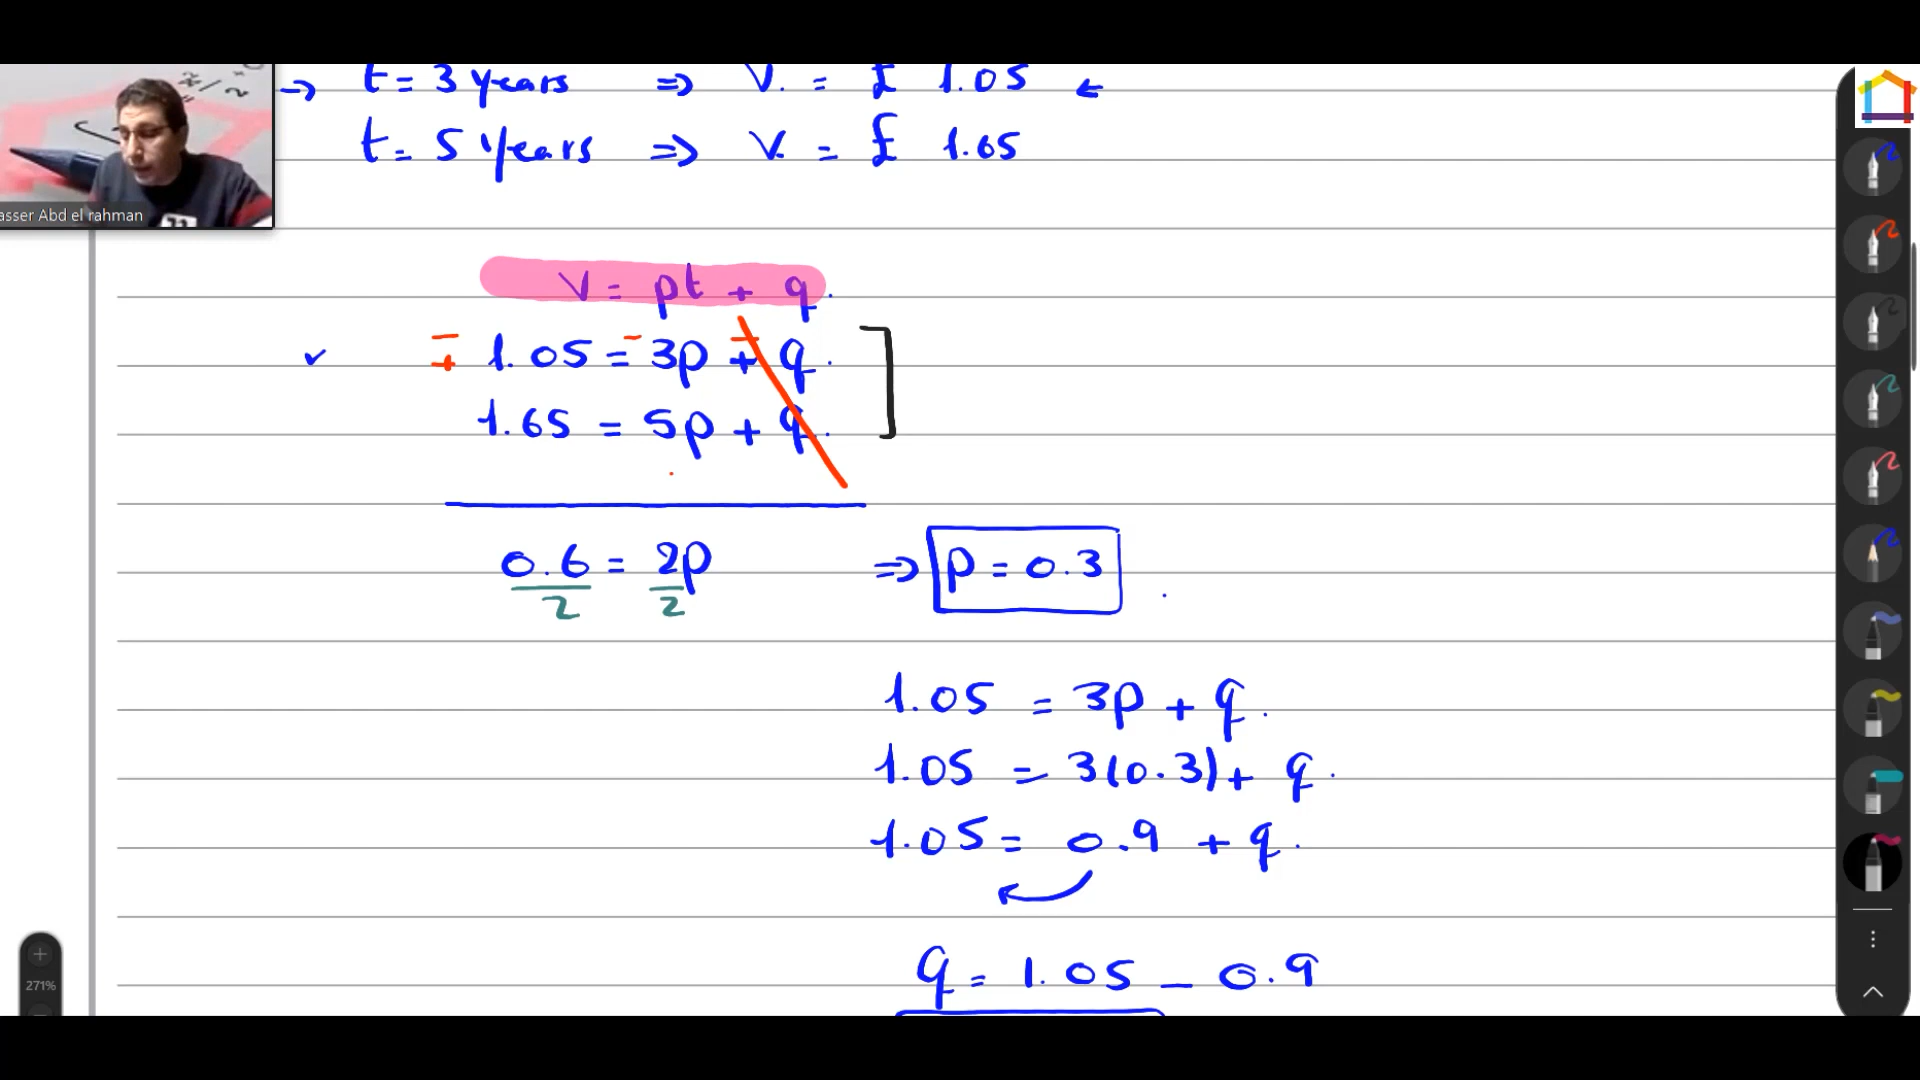 → t = 3 years ⇒ V. = £ 1.05 ←
t = 5 years ⇒ V. = £ 1.65
asser Abd el rahman
V = pt + q.
✓ 1.05 = 3p + q.
1.65 = 5p + q.
0.6/2 = 2p/2 ⇒ p = 0.3
1.05 = 3p + q.
1.05 = 3(0.3) + q.
1.05 = 0.9 + q.
q = 1.05 - 0.9
271%